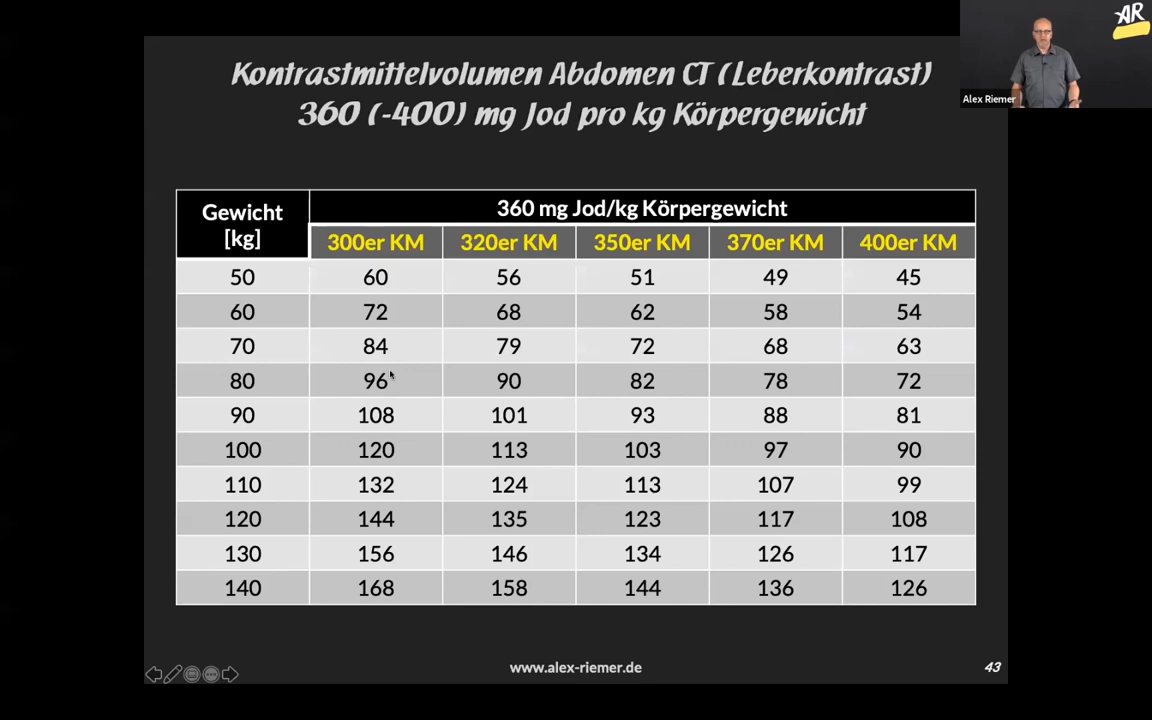 AR
Alex Riemer
Kontrastmittelvolumen Abdomen CT (Leberkontrast)
360 (-400) mg Jod pro kg Körpergewicht
Gewicht [kg] 360 mg Jod/kg Körpergewicht
300er KM 320er KM 350er KM 370er KM 400er KM
50 60 56 51 49 45
60 72 68 62 58 54
70 84 79 72 68 63
80 96 90 82 78 72
90 108 101 93 88 81
100 120 113 103 97 90
110 132 124 113 107 99
120 144 135 123 117 108
130 156 146 134 126 117
140 168 158 144 136 126
www.alex-riemer.de
43